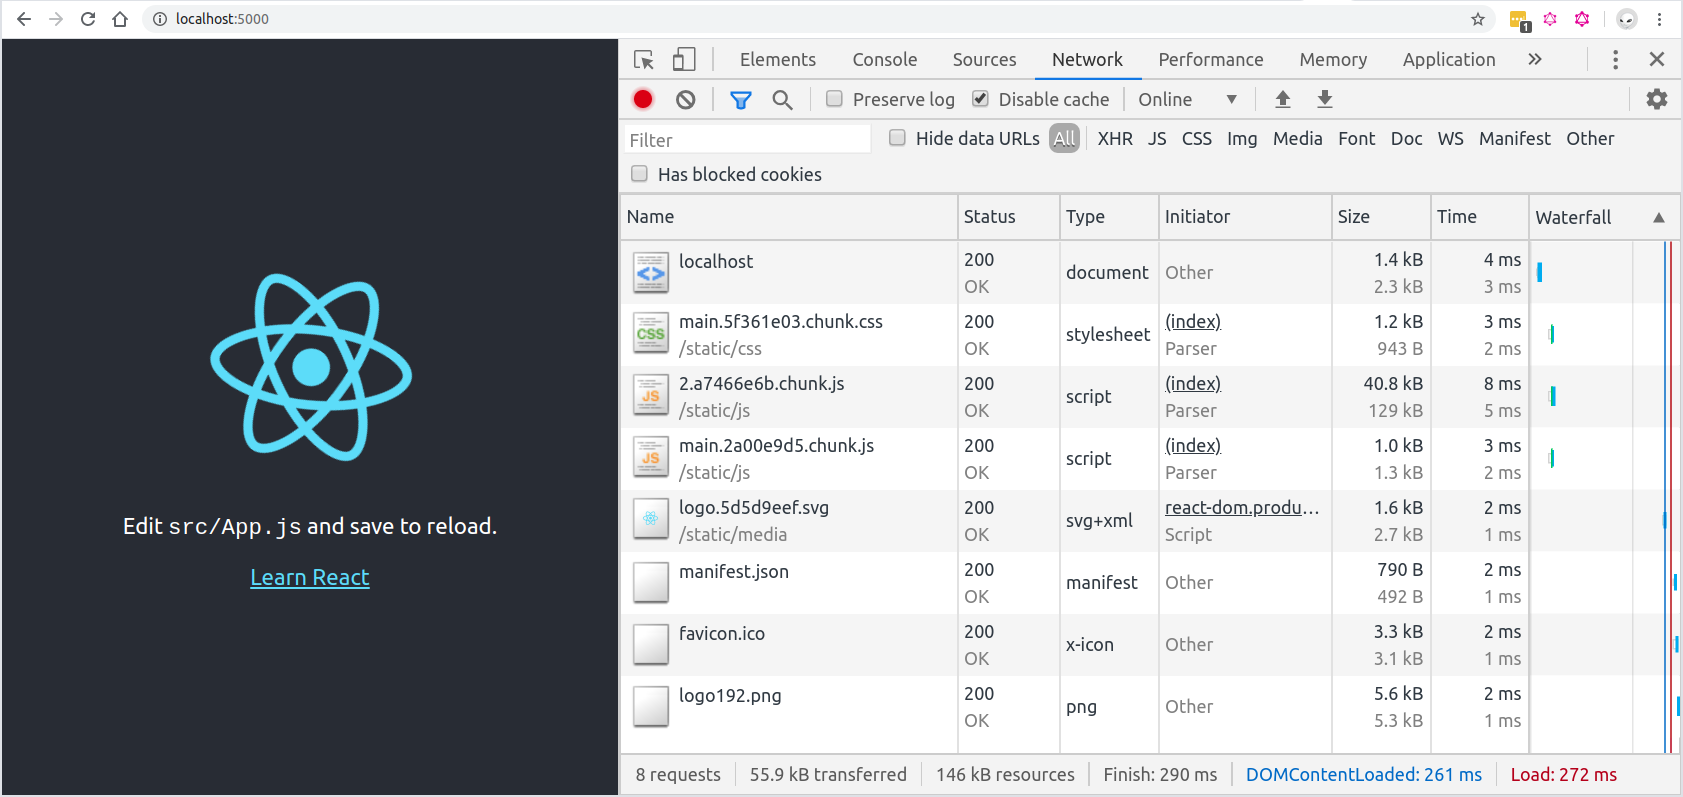 localhost:5000
1
Elements Console Sources Network Performance Memory Application
Preserve log Disable cache Online
Filter Hide data URLs All XHR JS CSS Img Media Font Doc WS Manifest Other
Has blocked cookies
Name Status Type Initiator Size Time Waterfall
localhost 200 OK document Other 1.4 kB 2.3 kB 4 ms 3 ms
CSS main.5f361e03.chunk.css /static/css 200 OK stylesheet (index) Parser 1.2 kB 943 B 3 ms 2 ms
JS 2.a7466e6b.chunk.js /static/js 200 OK script (index) Parser 40.8 kB 129 kB 8 ms 5 ms
JS main.2a00e9d5.chunk.js /static/js 200 OK script (index) Parser 1.0 kB 1.3 kB 3 ms 2 ms
logo.5d5d9eef.svg /static/media 200 OK svg+xml react-dom.produ… Script 1.6 kB 2.7 kB 2 ms 1 ms
manifest.json 200 OK manifest Other 790 B 492 B 2 ms 1 ms
favicon.ico 200 OK x-icon Other 3.3 kB 3.1 kB 2 ms 1 ms
logo192.png 200 OK png Other 5.6 kB 5.3 kB 2 ms 1 ms
8 requests 55.9 kB transferred 146 kB resources Finish: 290 ms DOMContentLoaded: 261 ms Load: 272 ms
Edit src/App.js and save to reload.
Learn React